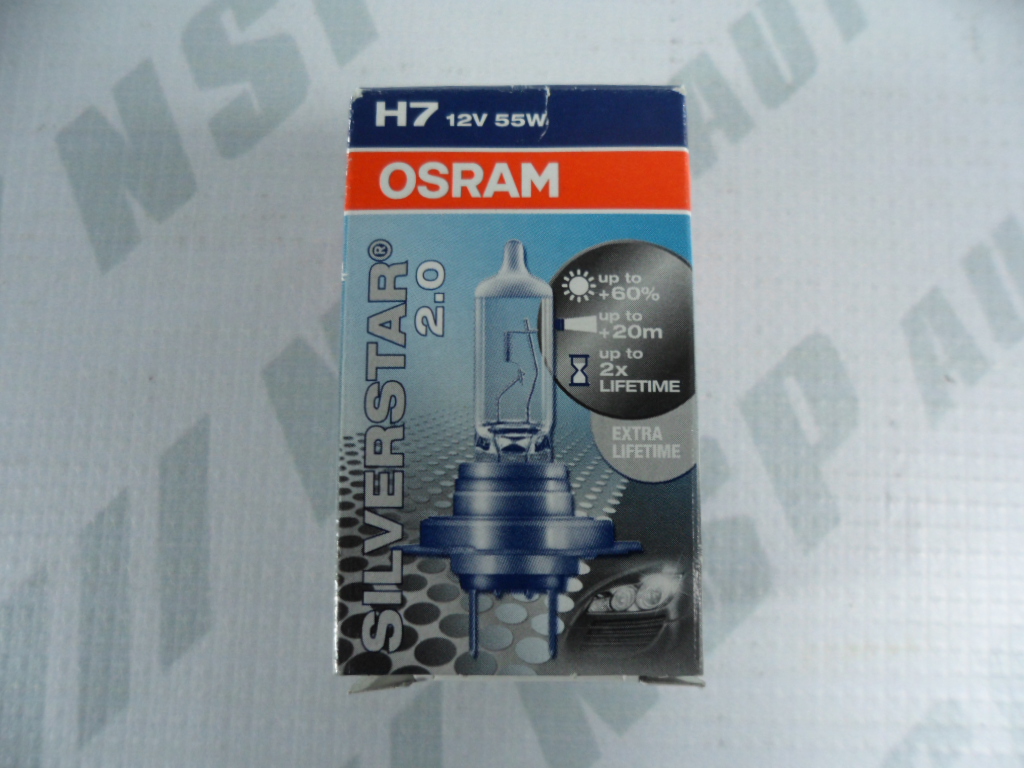 H7 12V 55W
OSRAM
SILVERSTAR®
2.0
up to
+60%
up to
+20m
up to
2x
LIFETIME
EXTRA
LIFETIME